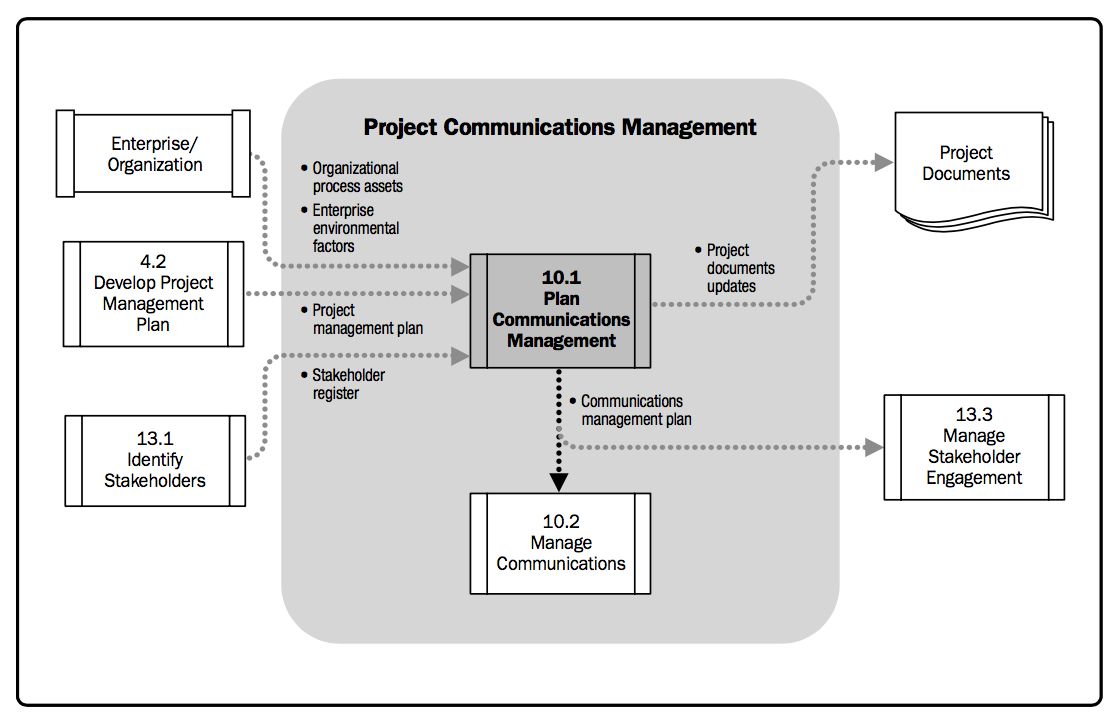 Project Communications Management
Enterprise/
Organization
• Organizational
process assets
• Enterprise
environmental
factors
Project
Documents
4.2
Develop Project
Management
Plan
• Project
management plan
10.1
Plan
Communications
Management
• Project
documents
updates
• Stakeholder
register
13.1
Identify
Stakeholders
• Communications
management plan
13.3
Manage
Stakeholder
Engagement
10.2
Manage
Communications